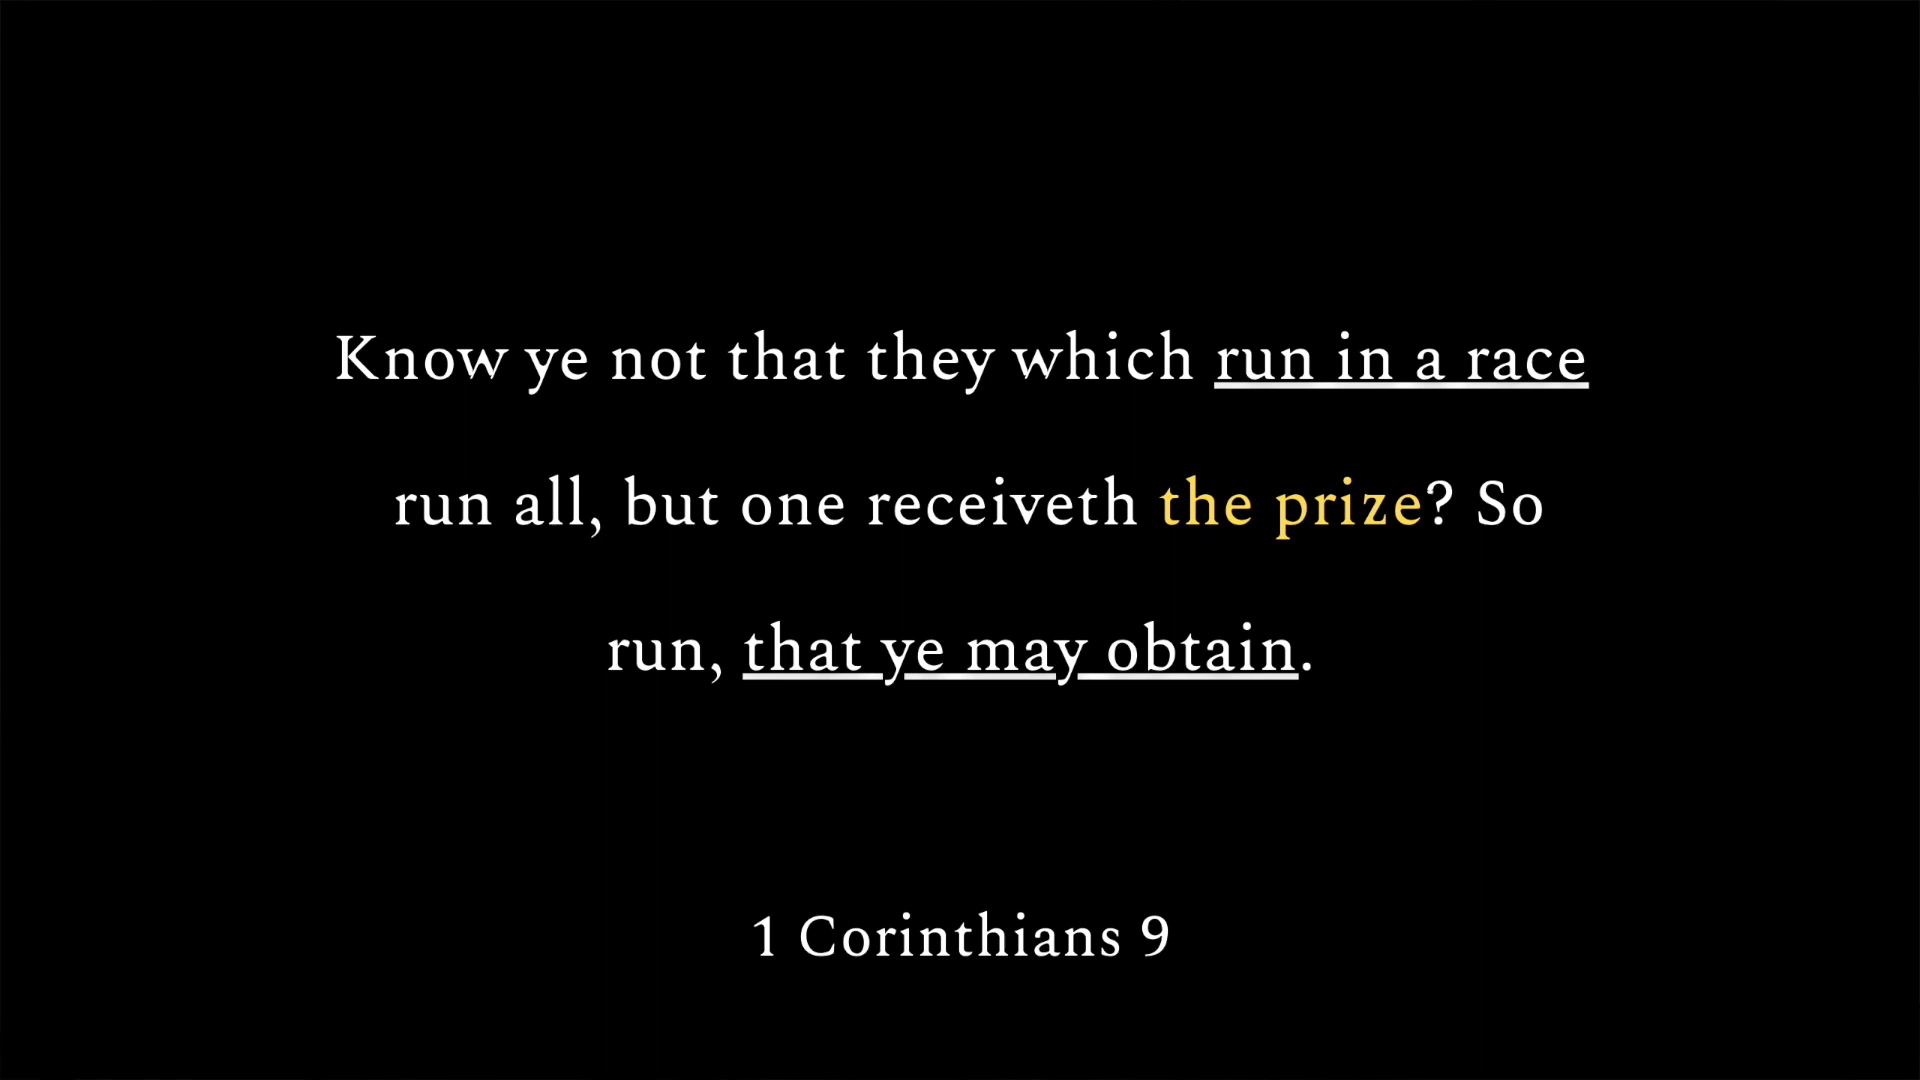 Know ye not that they which run in a race
run all, but one receiveth the prize? So
run, that ye may obtain.
1 Corinthians 9